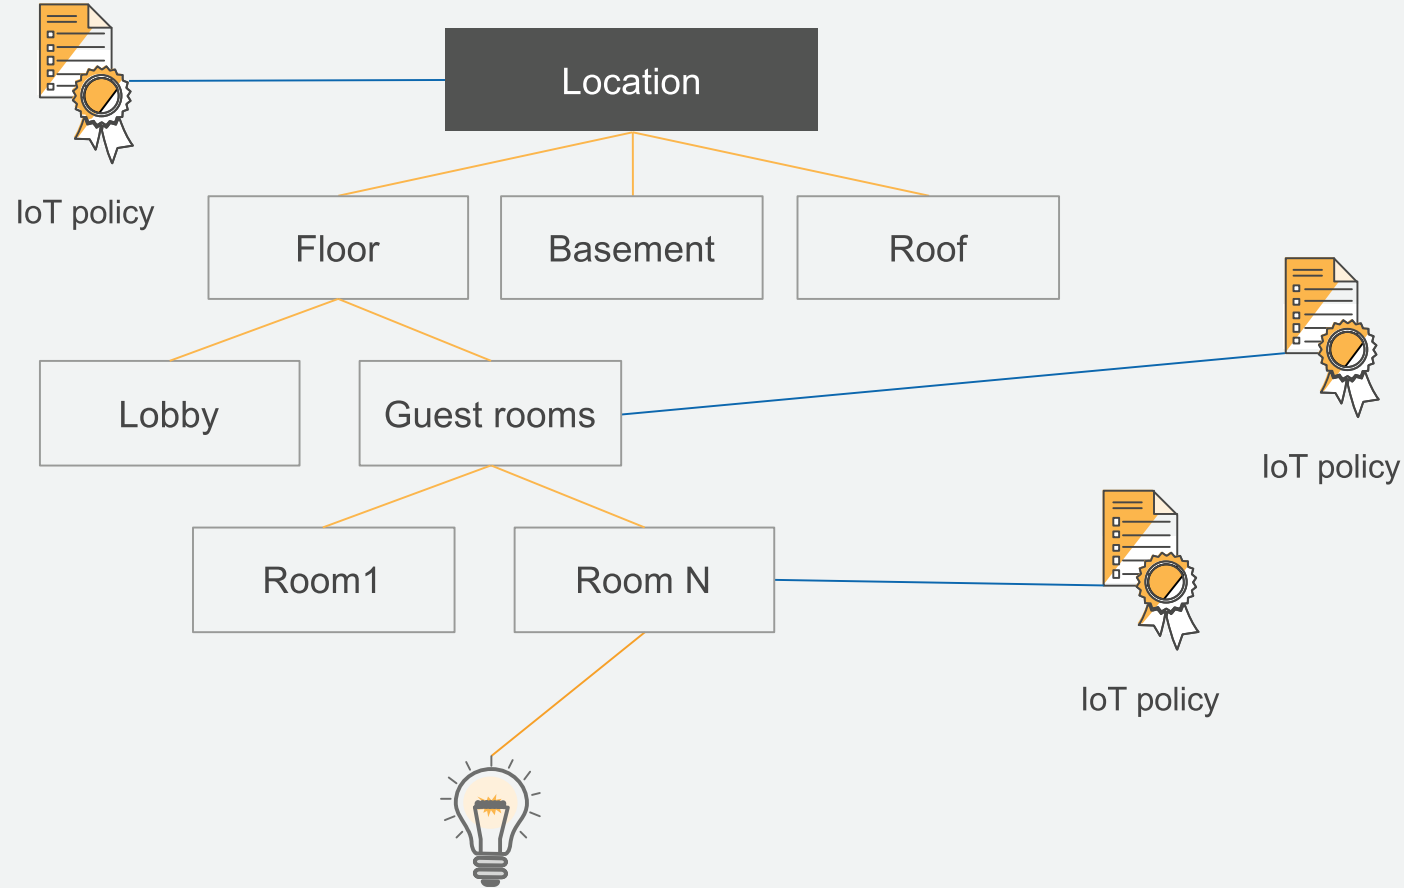 Location
IoT policy
Floor
Basement
Roof
Lobby
Guest rooms
IoT policy
Room1
Room N
IoT policy